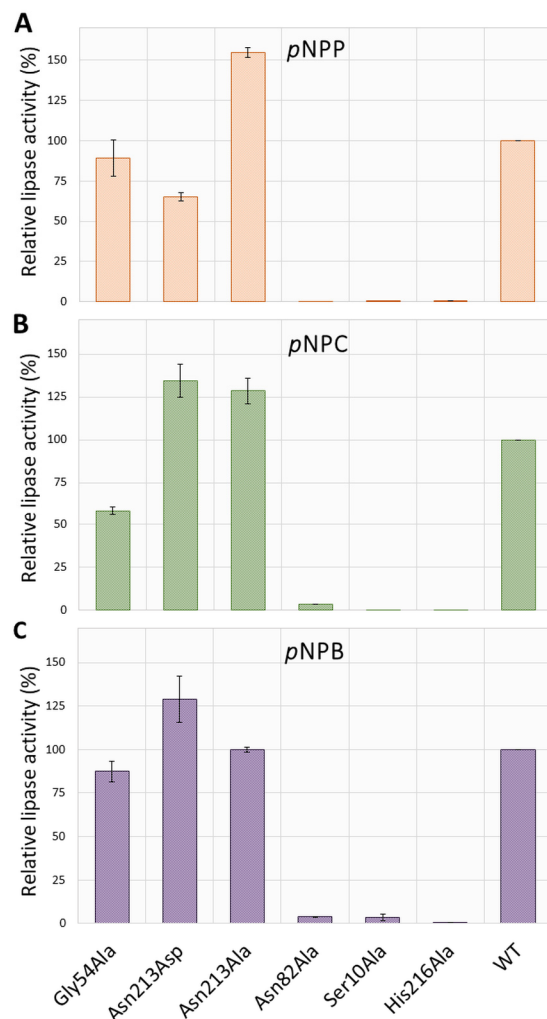 A
pNPP
Relative lipase activity (%)
150
125
100
75
50
25
0
B
pNPC
Relative lipase activity (%)
150
125
100
75
50
25
0
C
pNPB
Relative lipase activity (%)
150
125
100
75
50
25
0
Gly54Ala
Asn213Asp
Asn213Ala
Asn82Ala
Ser10Ala
His216Ala
WT